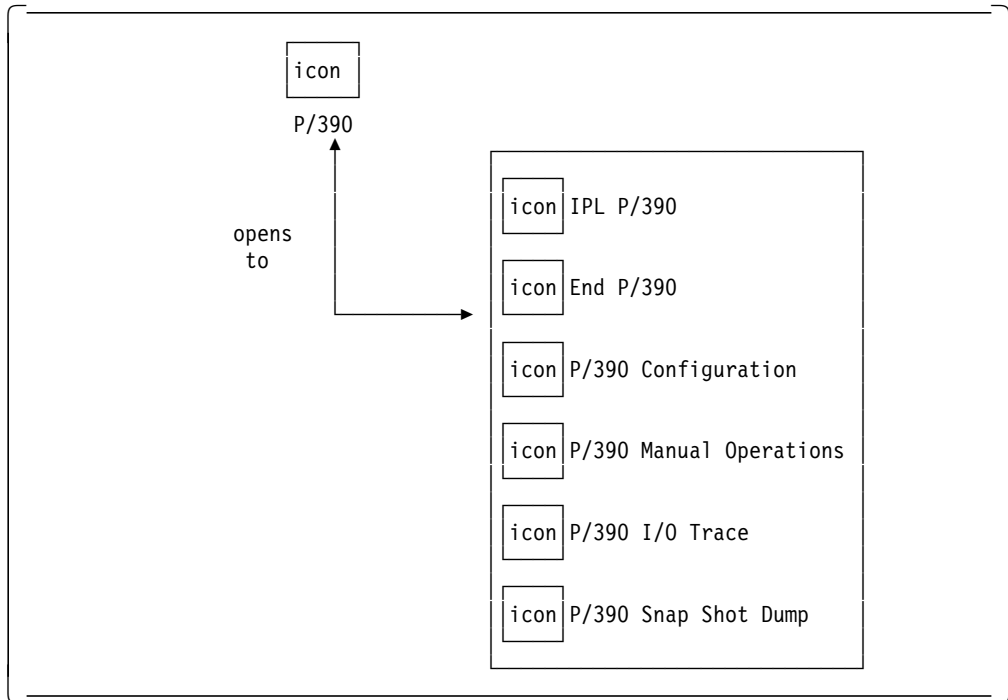 icon
P/390
opens
to
icon IPL P/390
icon End P/390
icon P/390 Configuration
icon P/390 Manual Operations
icon P/390 I/O Trace
icon P/390 Snap Shot Dump